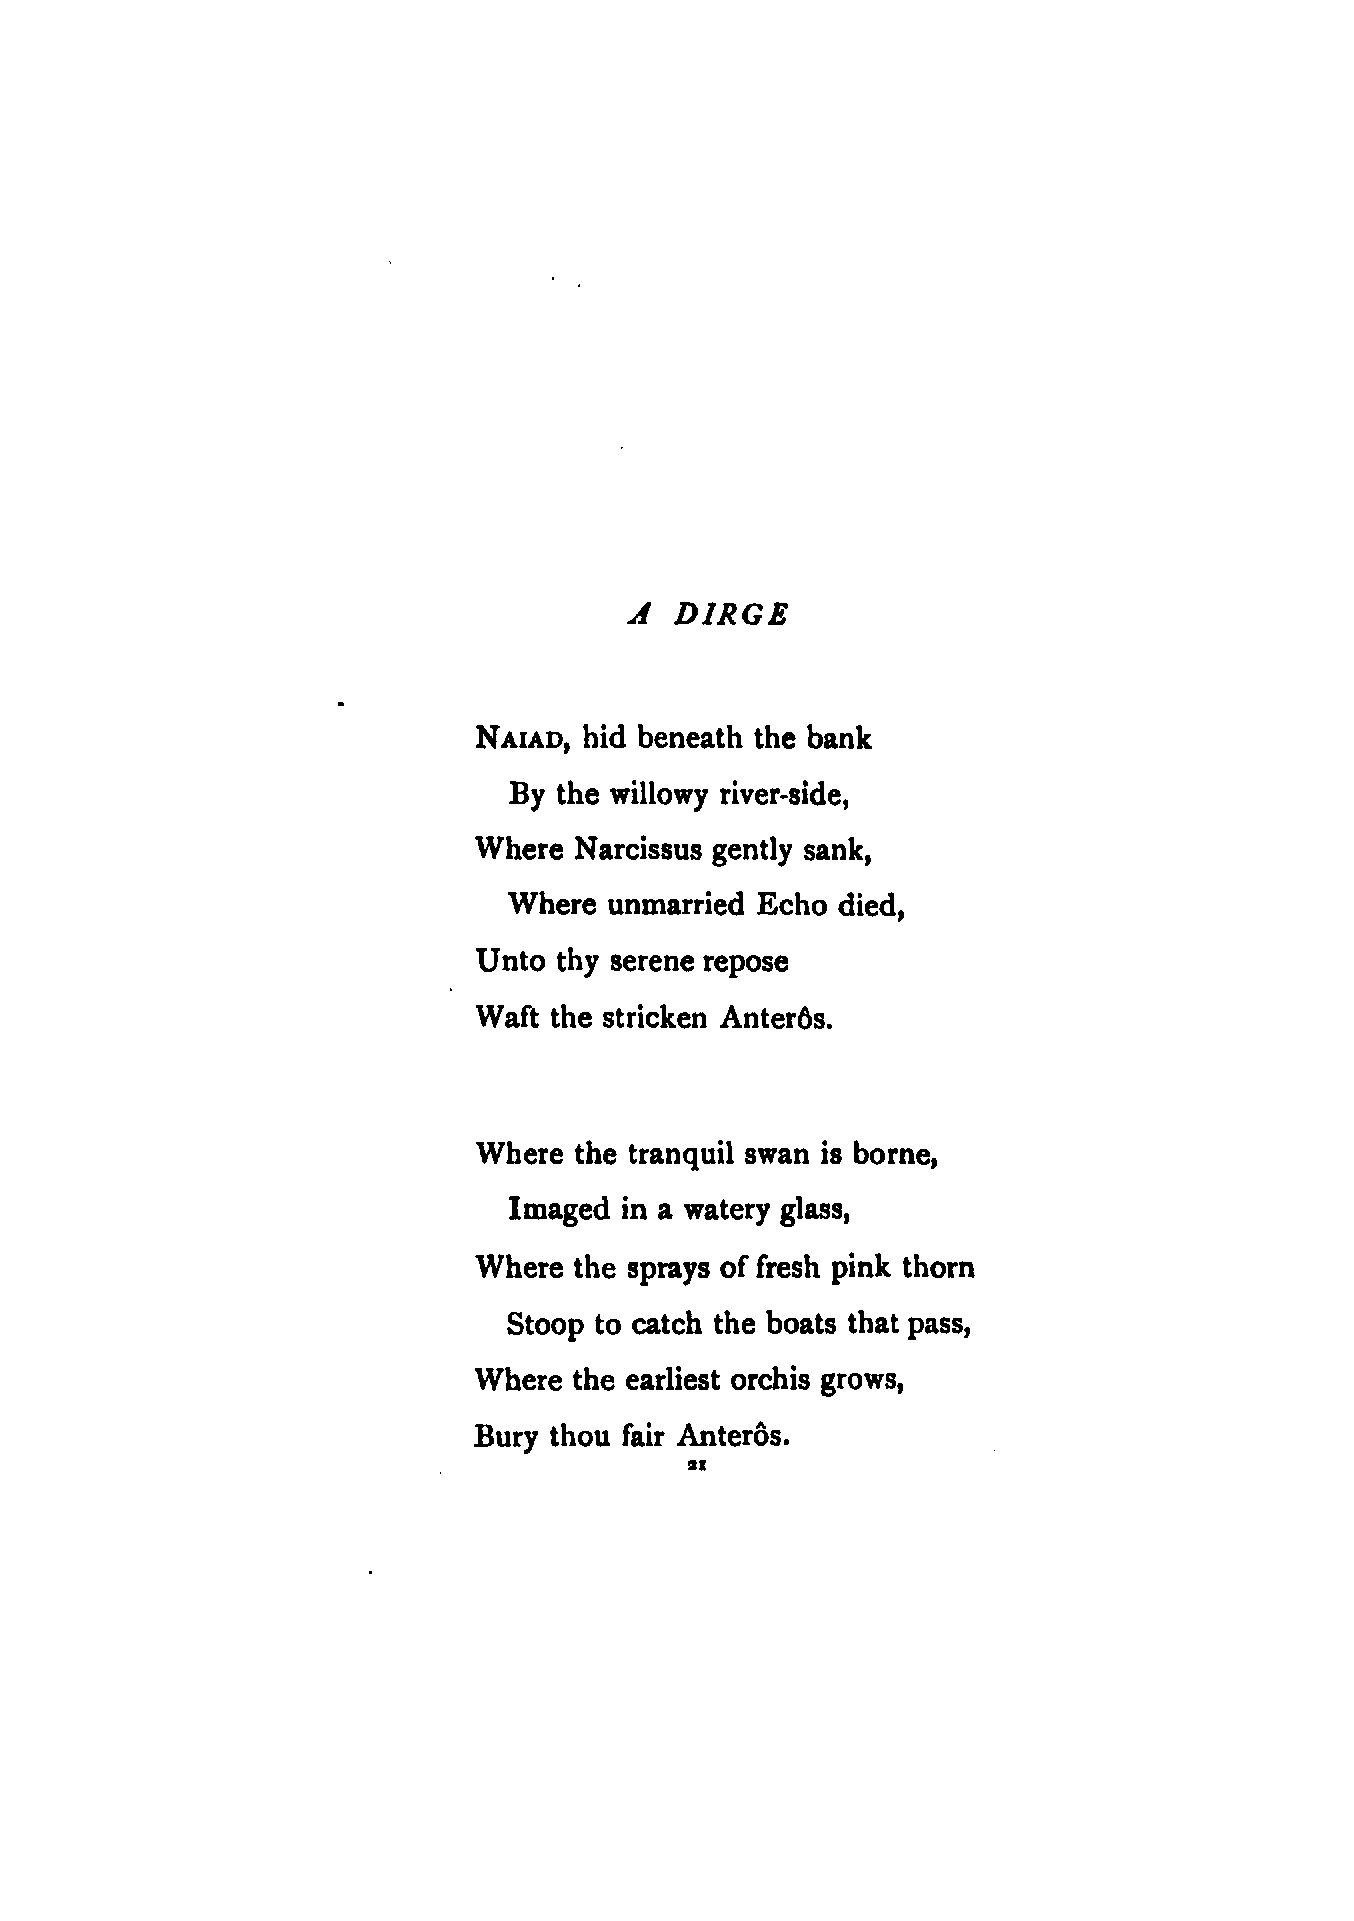 A DIRGE
NAIAD, hid beneath the bank
By the willowy river-side,
Where Narcissus gently sank,
Where unmarried Echo died,
Unto thy serene repose
Waft the stricken Anterôs.
Where the tranquil swan is borne,
Imaged in a watery glass,
Where the sprays of fresh pink thorn
Stoop to catch the boats that pass,
Where the earliest orchis grows,
Bury thou fair Anterôs.
21